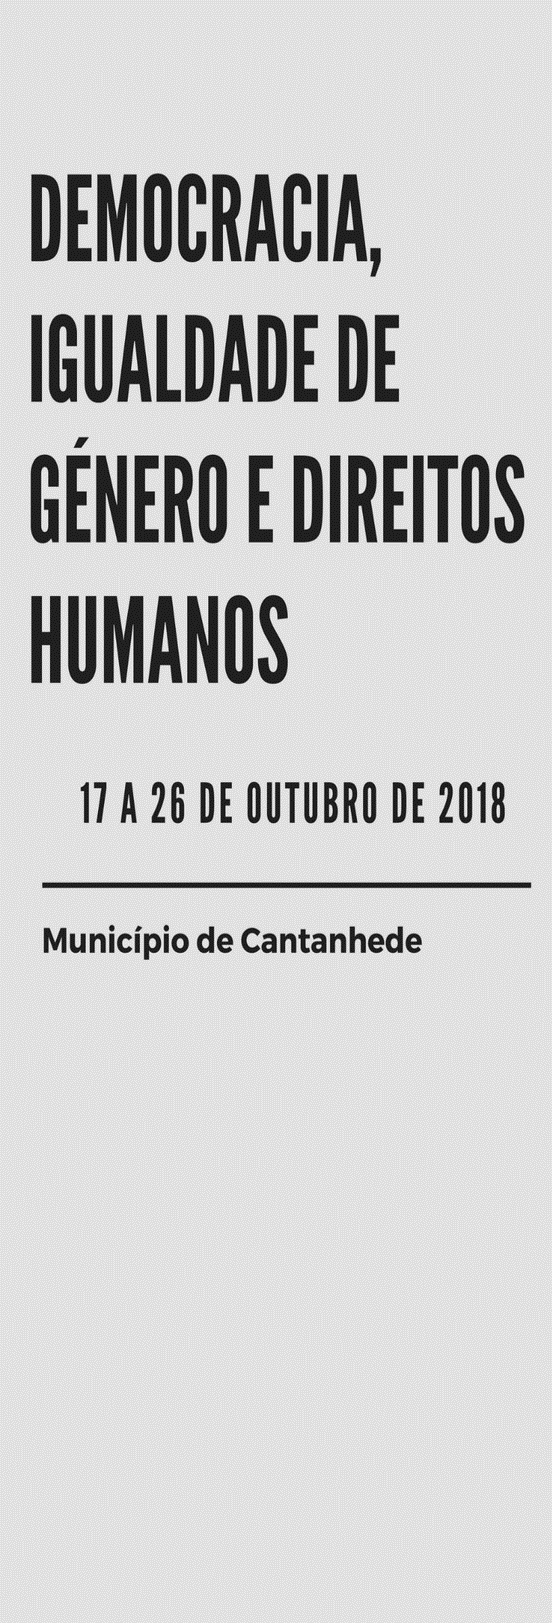 DEMOCRACIA,
IGUALDADE DE
GÉNERO E DIREITOS
HUMANOS
17 A 26 DE OUTUBRO DE 2018
Município de Cantanhede